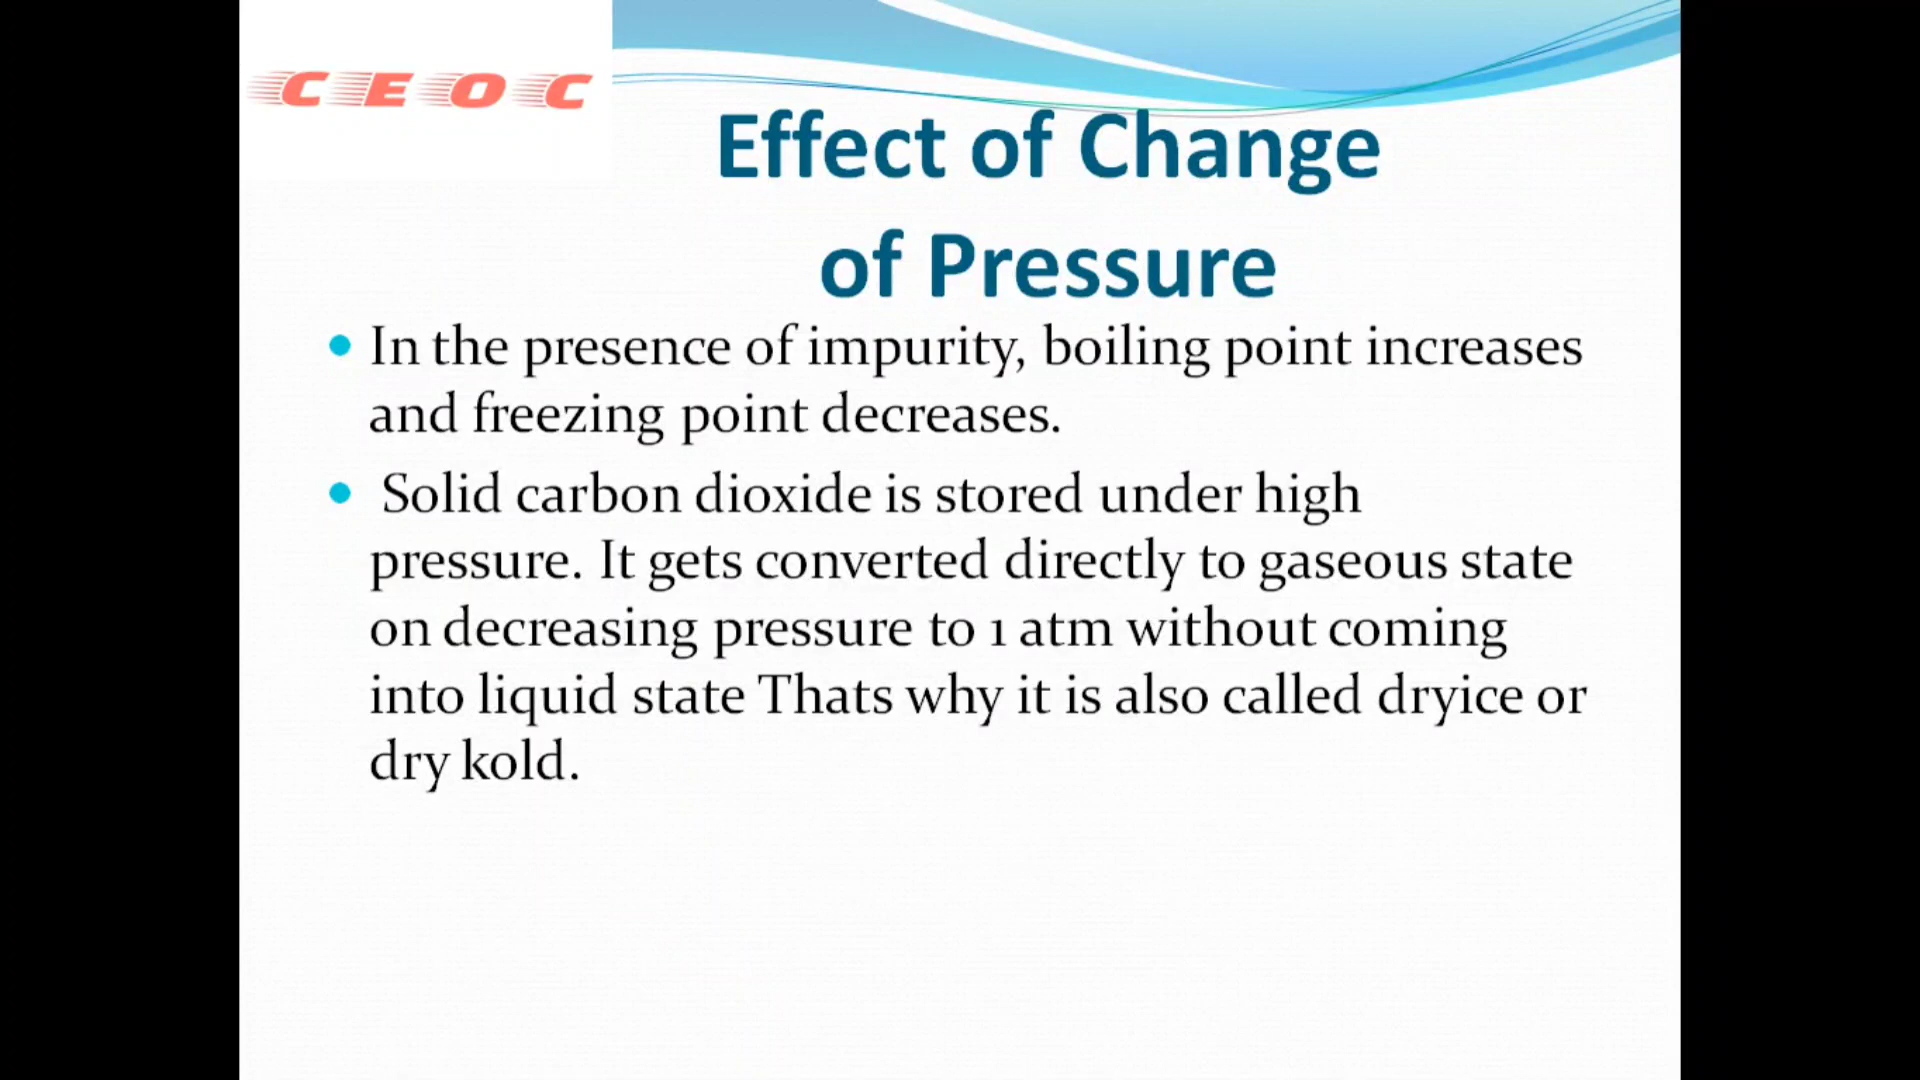 CEOC
Effect of Change
of Pressure
• In the presence of impurity, boiling point increases
and freezing point decreases.
• Solid carbon dioxide is stored under high
pressure. It gets converted directly to gaseous state
on decreasing pressure to 1 atm without coming
into liquid state Thats why it is also called dryice or
dry kold.